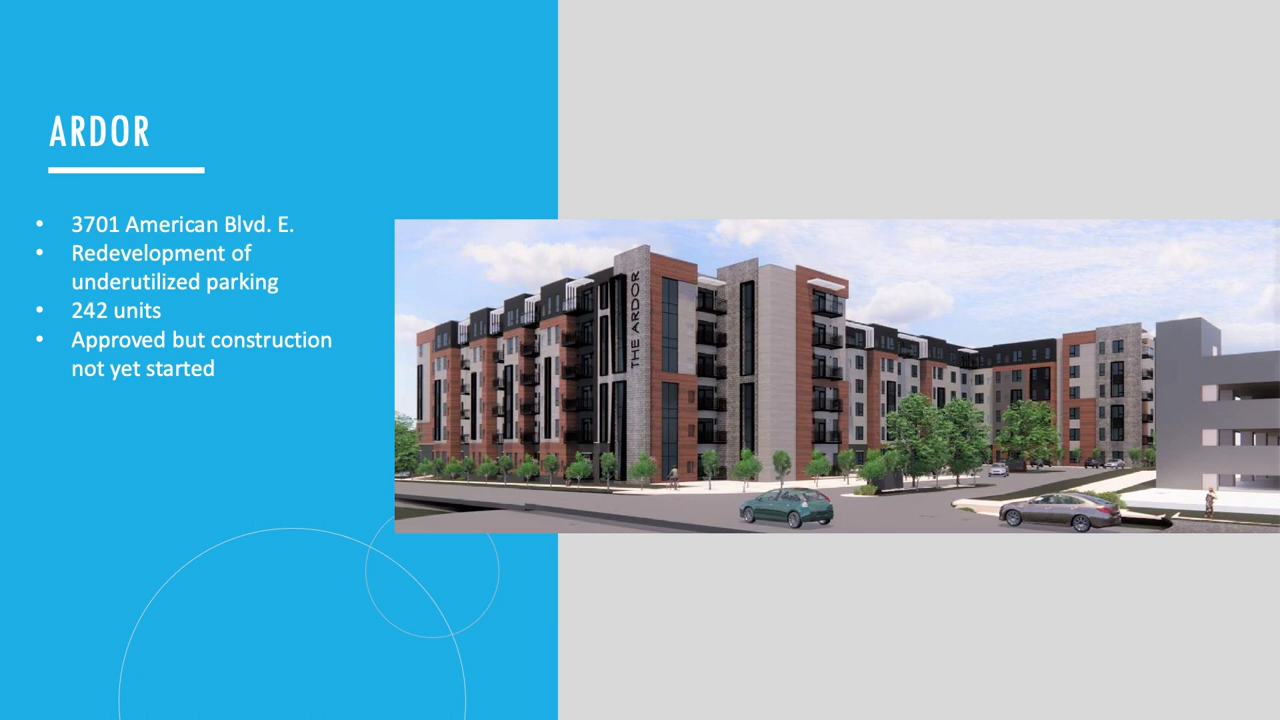 ARDOR
• 3701 American Blvd. E.
• Redevelopment of
underutilized parking
• 242 units
• Approved but construction
not yet started
THE ARDOR